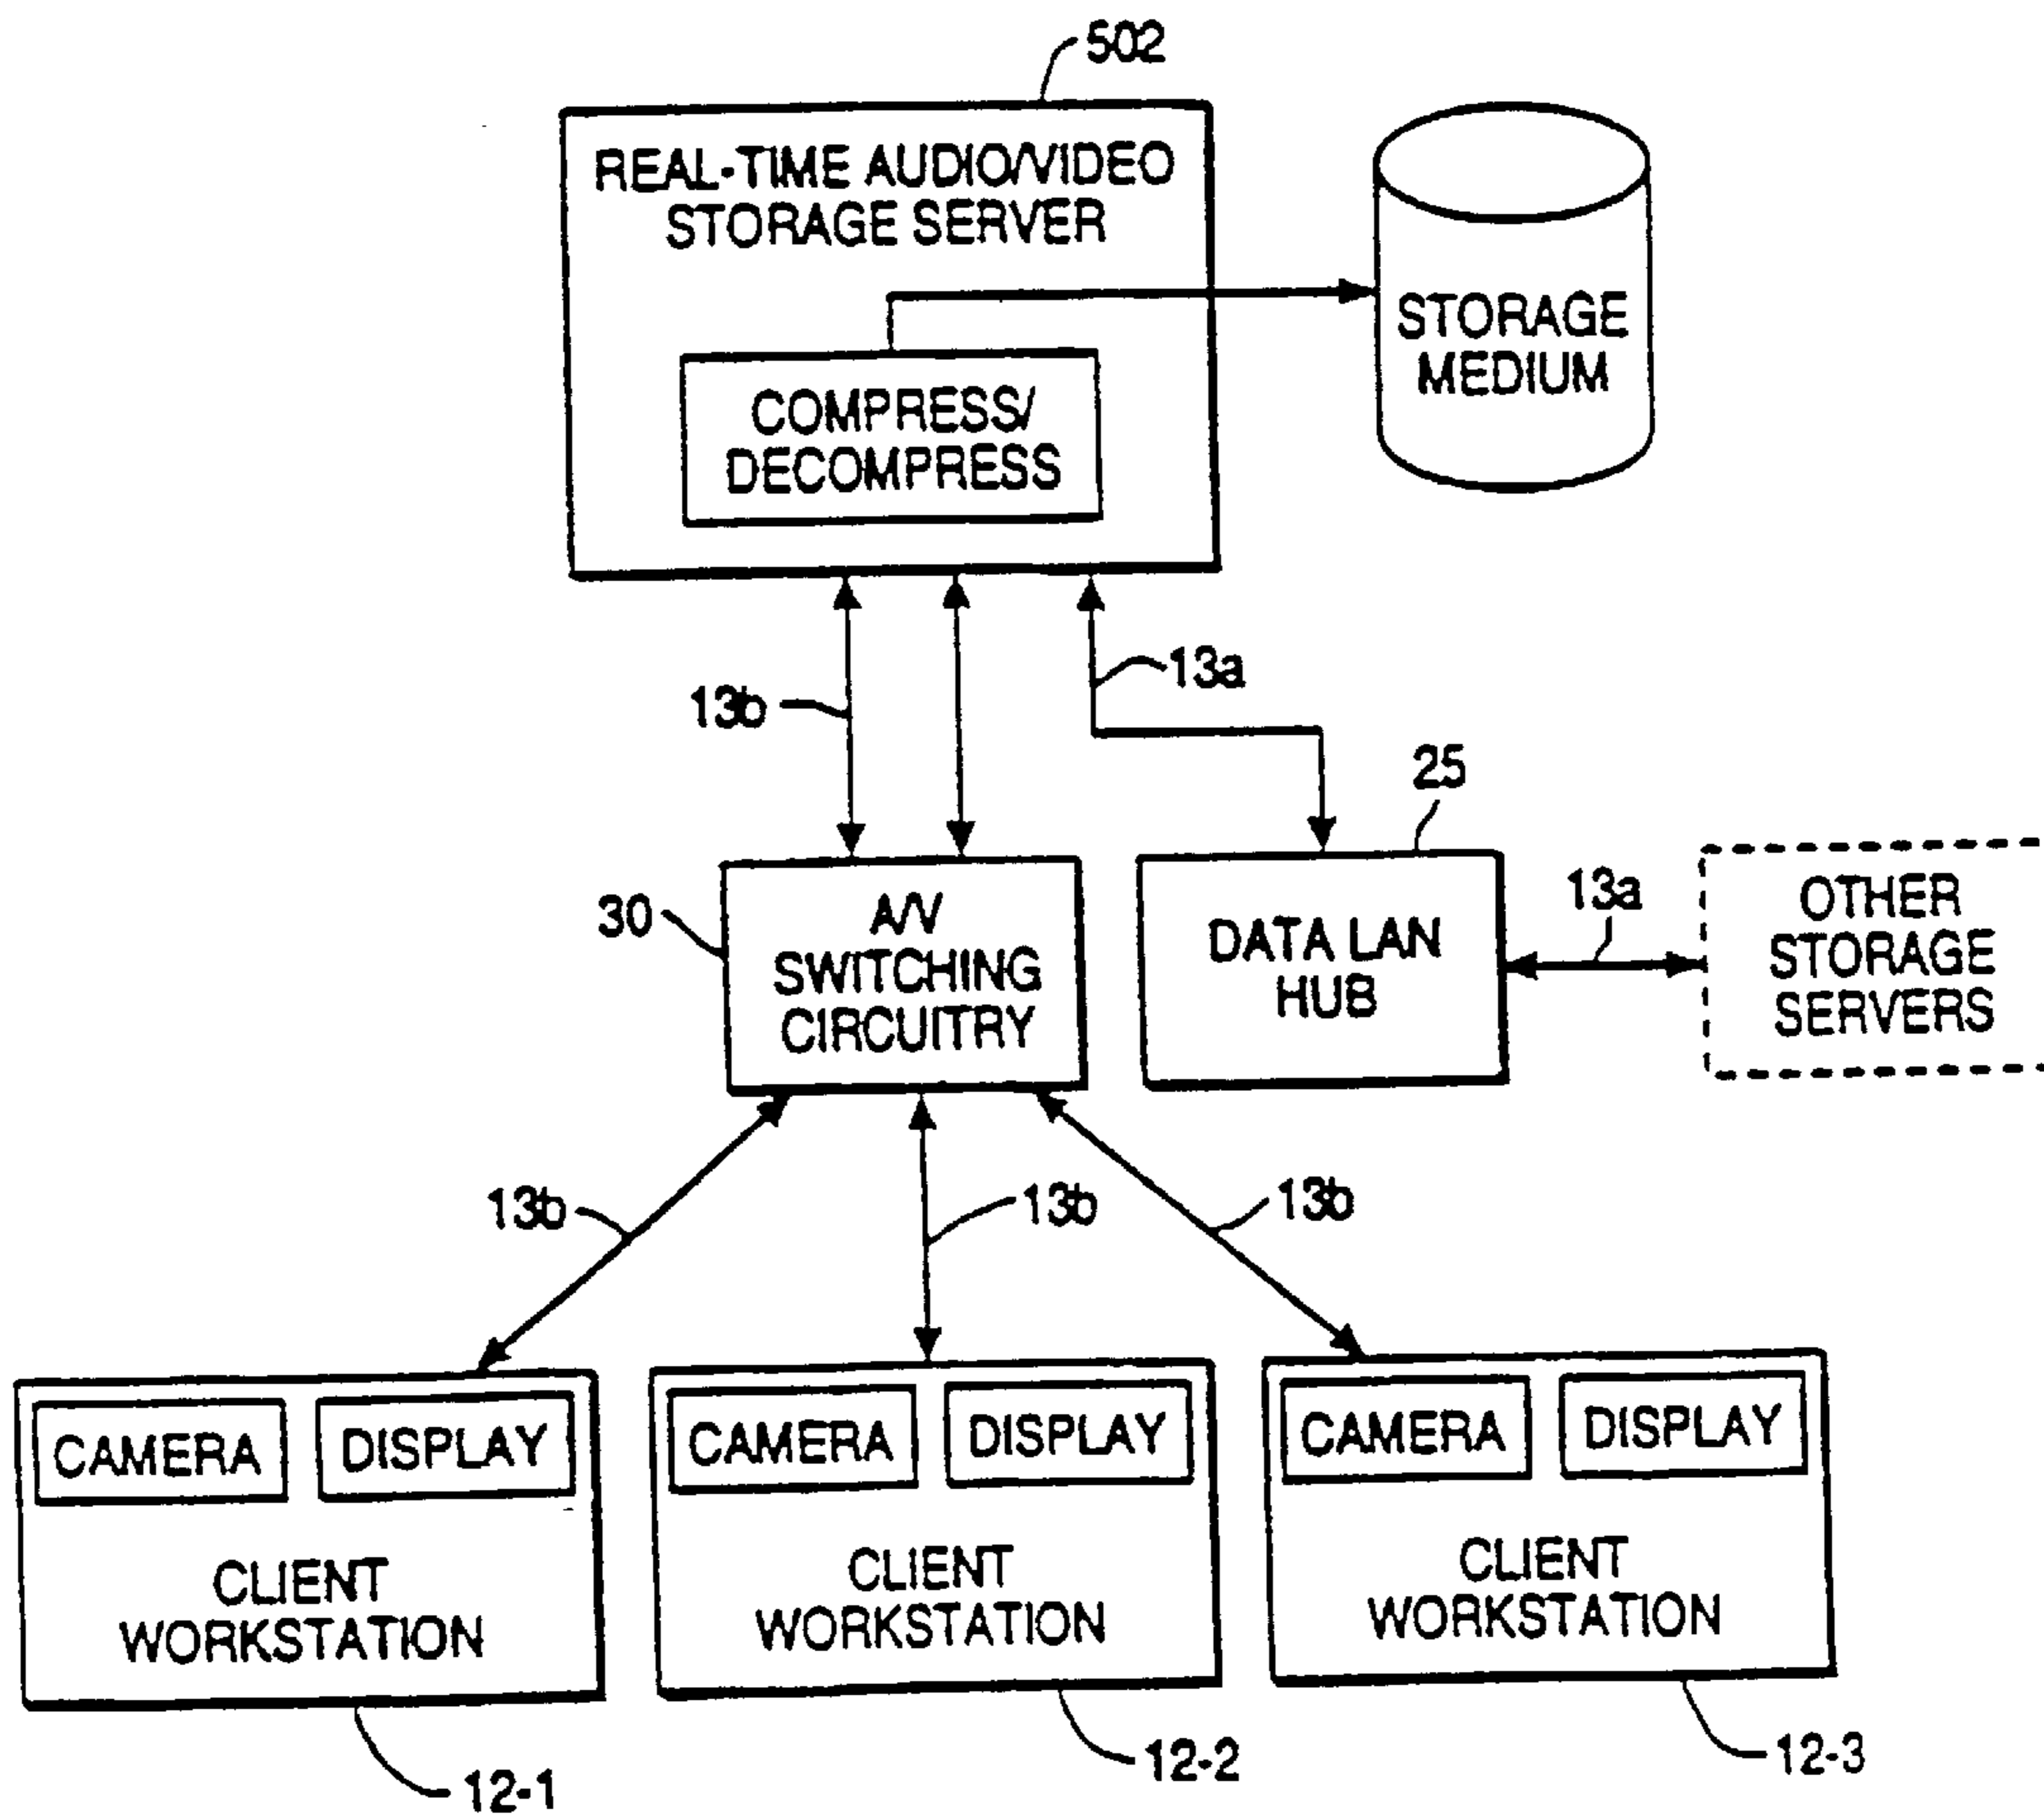 502
REAL-TIME AUDIO/VIDEO
STORAGE SERVER
COMPRESS/
DECOMPRESS
STORAGE
MEDIUM
13b
13a
25
30
A/V
SWITCHING
CIRCUITRY
DATA LAN
HUB
13a
OTHER
STORAGE
SERVERS
13b
13b
13b
CAMERA
DISPLAY
CLIENT
WORKSTATION
CAMERA
DISPLAY
CLIENT
WORKSTATION
CAMERA
DISPLAY
CLIENT
WORKSTATION
12-1
12-2
12-3